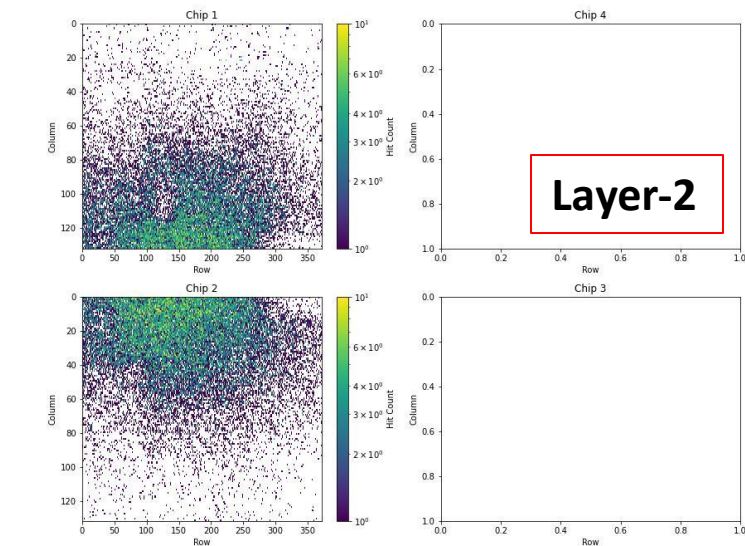 Chip 1
0
20
40
60
80
100
120
Column
0 50 100 150 200 250 300 350
Row
10¹
6 × 10⁰
4 × 10⁰
3 × 10⁰
2 × 10⁰
10⁰
Hit Count
Chip 4
0.0
0.2
0.4
0.6
0.8
1.0
Column
0.0 0.2 0.4 0.6 0.8 1.0
Row
Layer-2
Chip 2
0
20
40
60
80
100
120
Column
0 50 100 150 200 250 300 350
Row
10¹
6 × 10⁰
4 × 10⁰
3 × 10⁰
2 × 10⁰
10⁰
Hit Count
Chip 3
0.0
0.2
0.4
0.6
0.8
1.0
Column
0.0 0.2 0.4 0.6 0.8 1.0
Row